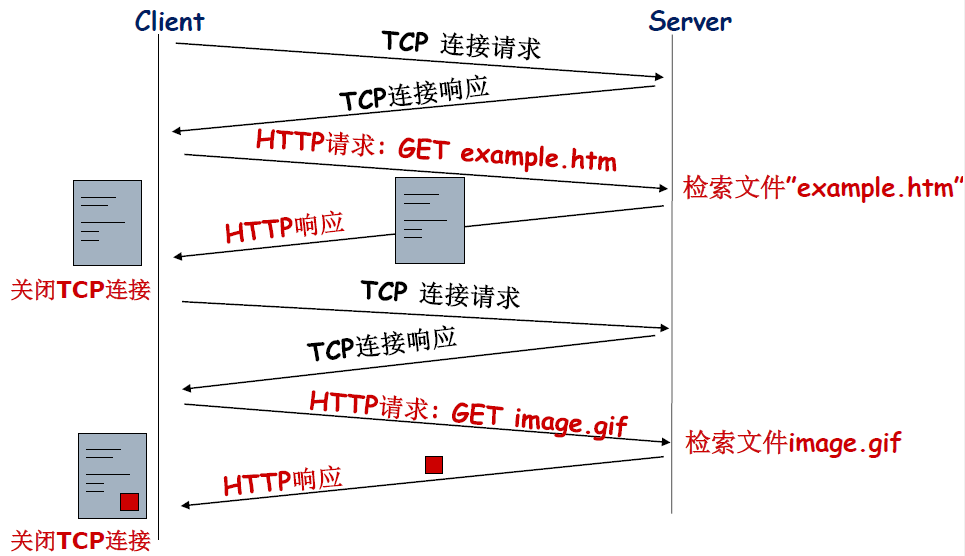 Client
Server
TCP 连接请求
TCP连接响应
HTTP请求: GET example.htm
检索文件”example.htm”
HTTP响应
关闭TCP连接
TCP 连接请求
TCP连接响应
HTTP请求: GET image.gif
检索文件image.gif
HTTP响应
关闭TCP连接